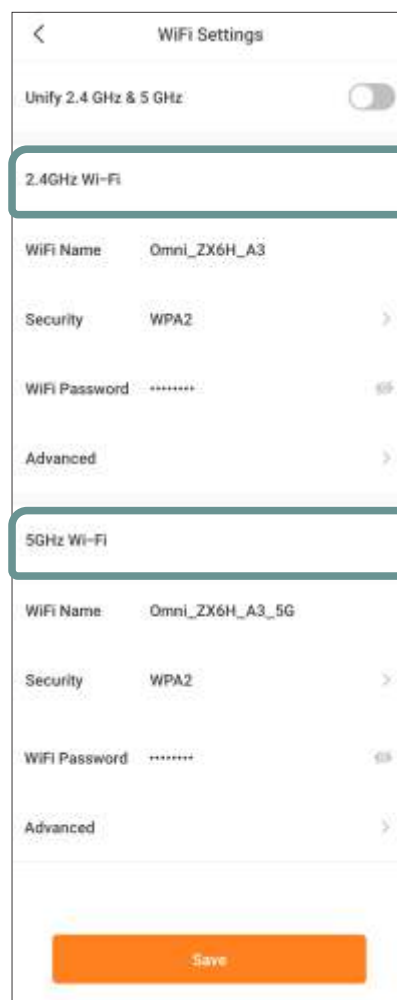 WiFi Settings
Unify 2.4 GHz & 5 GHz
2.4GHz Wi-Fi
WiFi Name Omni_ZX6H_A3
Security WPA2
WiFi Password ········
Advanced
5GHz Wi-Fi
WiFi Name Omni_ZX6H_A3_5G
Security WPA2
WiFi Password ········
Advanced
Save